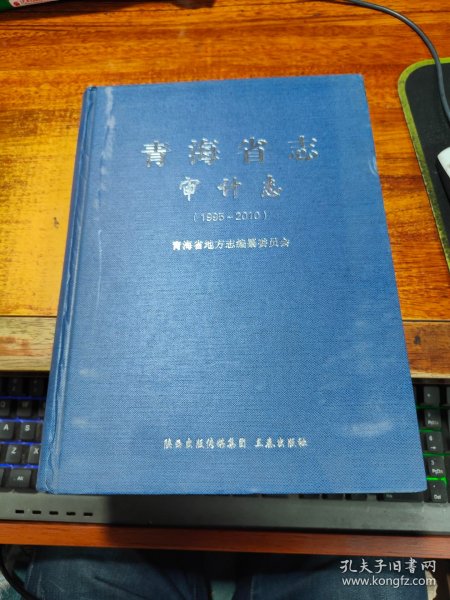 青海省志
审计志
(1995~2010)
青海省地方志编纂委员会
陕西出版传媒集团 三秦出版社
孔夫子旧书网
www.kongfz.com